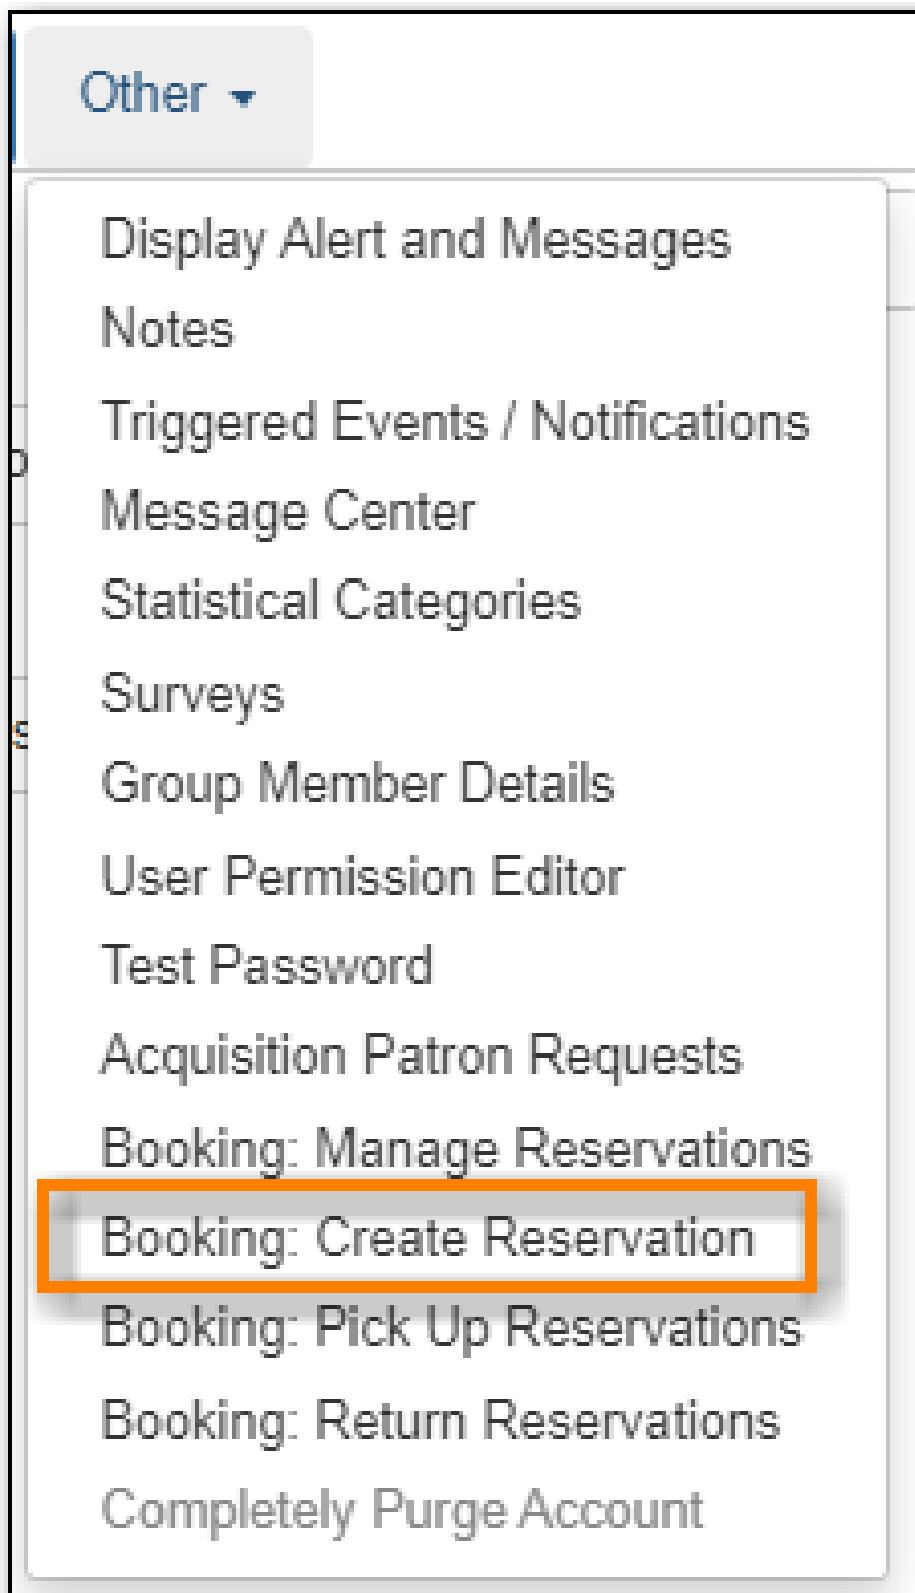 Other
Display Alert and Messages
Notes
Triggered Events / Notifications
Message Center
Statistical Categories
Surveys
Group Member Details
User Permission Editor
Test Password
Acquisition Patron Requests
Booking: Manage Reservations
Booking: Create Reservation
Booking: Pick Up Reservations
Booking: Return Reservations
Completely Purge Account